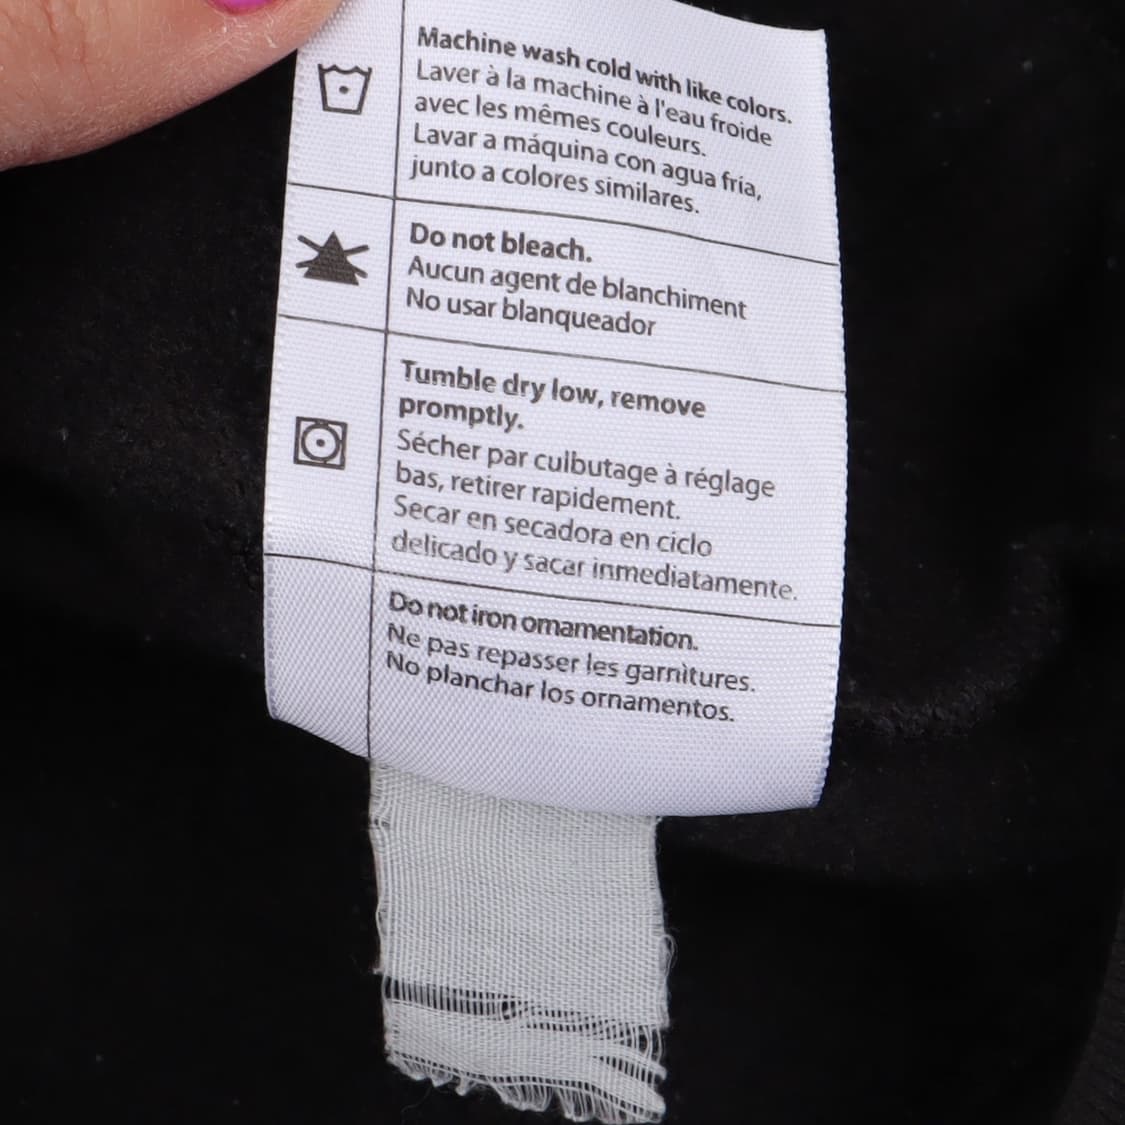 Machine wash cold with like colors.
Laver à la machine à l'eau froide
avec les mêmes couleurs.
Lavar a máquina con agua fría,
junto a colores similares.
Do not bleach.
Aucun agent de blanchiment
No usar blanqueador
Tumble dry low, remove
promptly.
Sécher par culbutage à réglage
bas, retirer rapidement.
Secar en secadora en ciclo
delicado y sacar inmediatamente.
Do not iron ornamentation.
Ne pas repasser les garnitures.
No planchar los ornamentos.